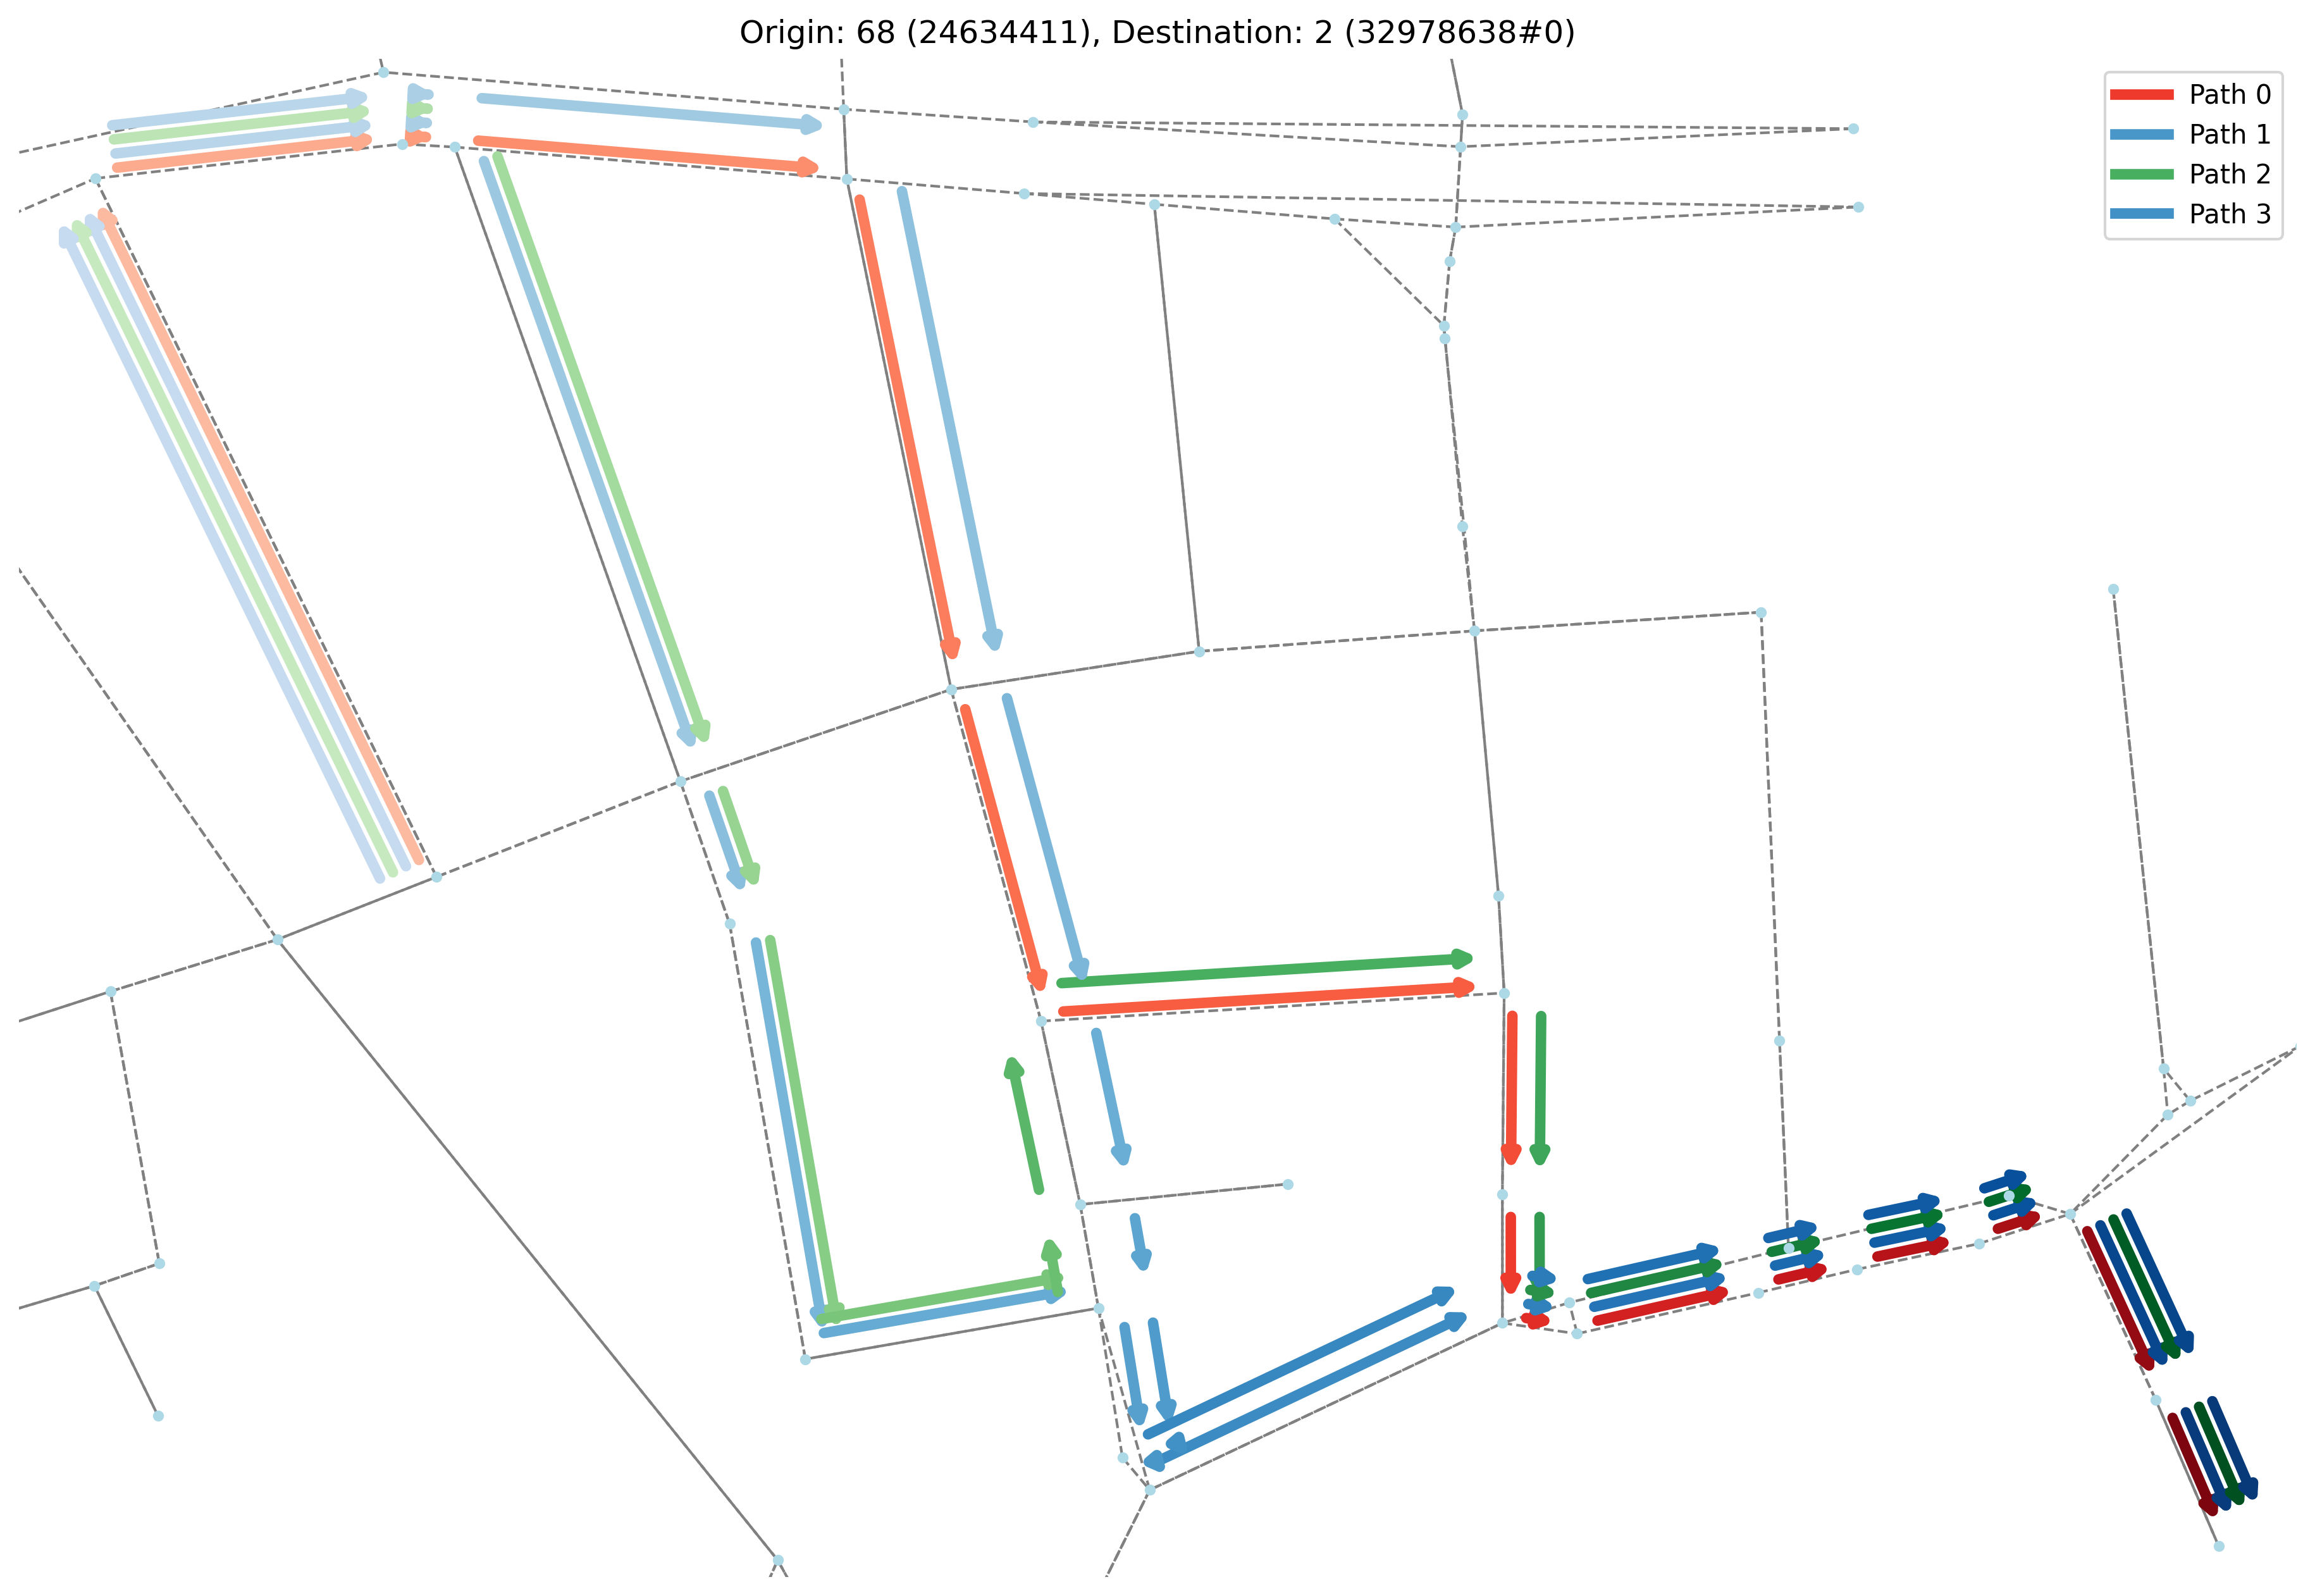 Origin: 68 (24634411), Destination: 2 (32978638#0)
Path 0
Path 1
Path 2
Path 3